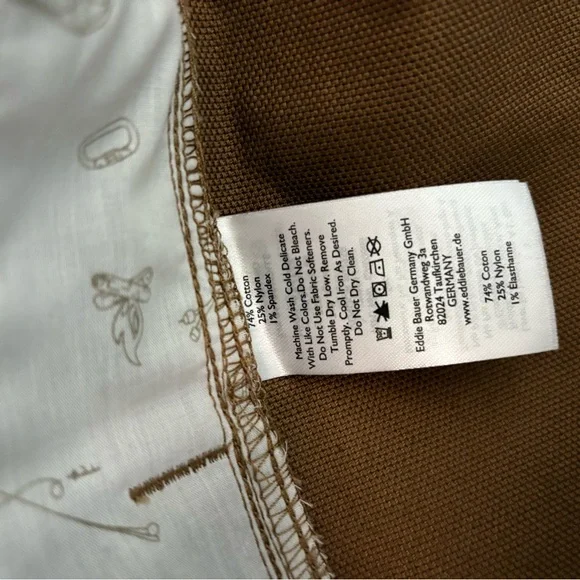 74% Cotton
25% Nylon
1% Spandex
Machine Wash Cold Delicate
With Like Colors.Do Not Bleach.
Do Not Use Fabric Softeners.
Tumble Dry Low. Remove
Promptly. Cool Iron As Desired.
Do Not Dry Clean.
Eddie Bauer Germany GmbH
Rotwandweg 3a
82024 Taufkirchen
GERMANY
www.eddiebauer.de
74% Cotton
25% Nylon
1% Élasthanne